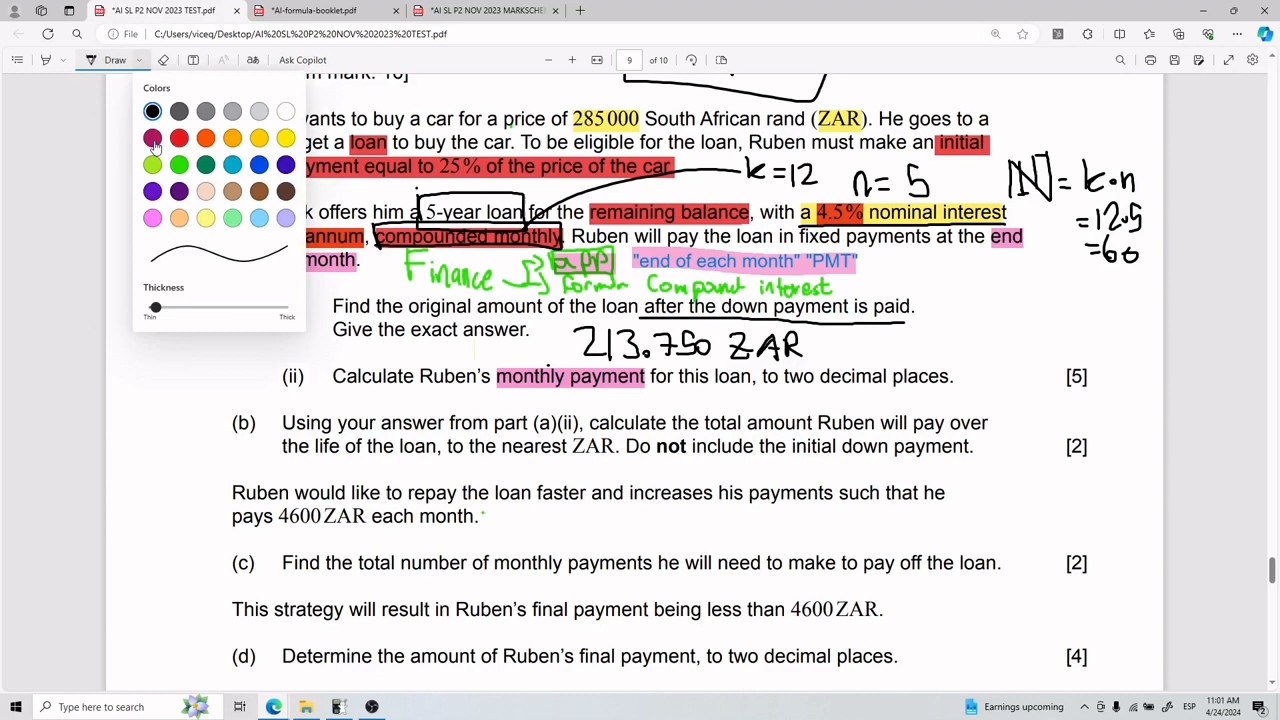 *AI SL P2 NOV 2023 TEST.pdf
*AI-formula-booklet.pdf
*AI SL P2 NOV 2023 MARKSCHE
File
C:/Users/viceq/Desktop/AI%20SL%20P2%20NOV%202023%20TEST.pdf
Draw
Ask Copilot
9 of 10
Colors
m mark: 16]
ants to buy a car for a price of 285 000 South African rand (ZAR). He goes to a
get a loan to buy the car. To be eligible for the loan, Ruben must make an initial
yment equal to 25 % of the price of the car
k = 12
n = 5
N = k·n
k offers him a 5-year loan for the remaining balance, with a 4.5 % nominal interest
= 12·5
annum, compounded monthly. Ruben will pay the loan in fixed payments at the end
= 60
month.
Finance
app
"end of each month" "PMT"
formula Compound interest
Thickness
Thin
Thick
Find the original amount of the loan after the down payment is paid.
Give the exact answer.
213.750 ZAR
(ii) Calculate Ruben's monthly payment for this loan, to two decimal places. [5]
(b) Using your answer from part (a)(ii), calculate the total amount Ruben will pay over
the life of the loan, to the nearest ZAR. Do not include the initial down payment. [2]
Ruben would like to repay the loan faster and increases his payments such that he
pays 4600 ZAR each month.
(c) Find the total number of monthly payments he will need to make to pay off the loan. [2]
This strategy will result in Ruben's final payment being less than 4600 ZAR.
(d) Determine the amount of Ruben's final payment, to two decimal places. [4]
Type here to search
Earnings upcoming
ESP
11:01 AM
4/24/2024